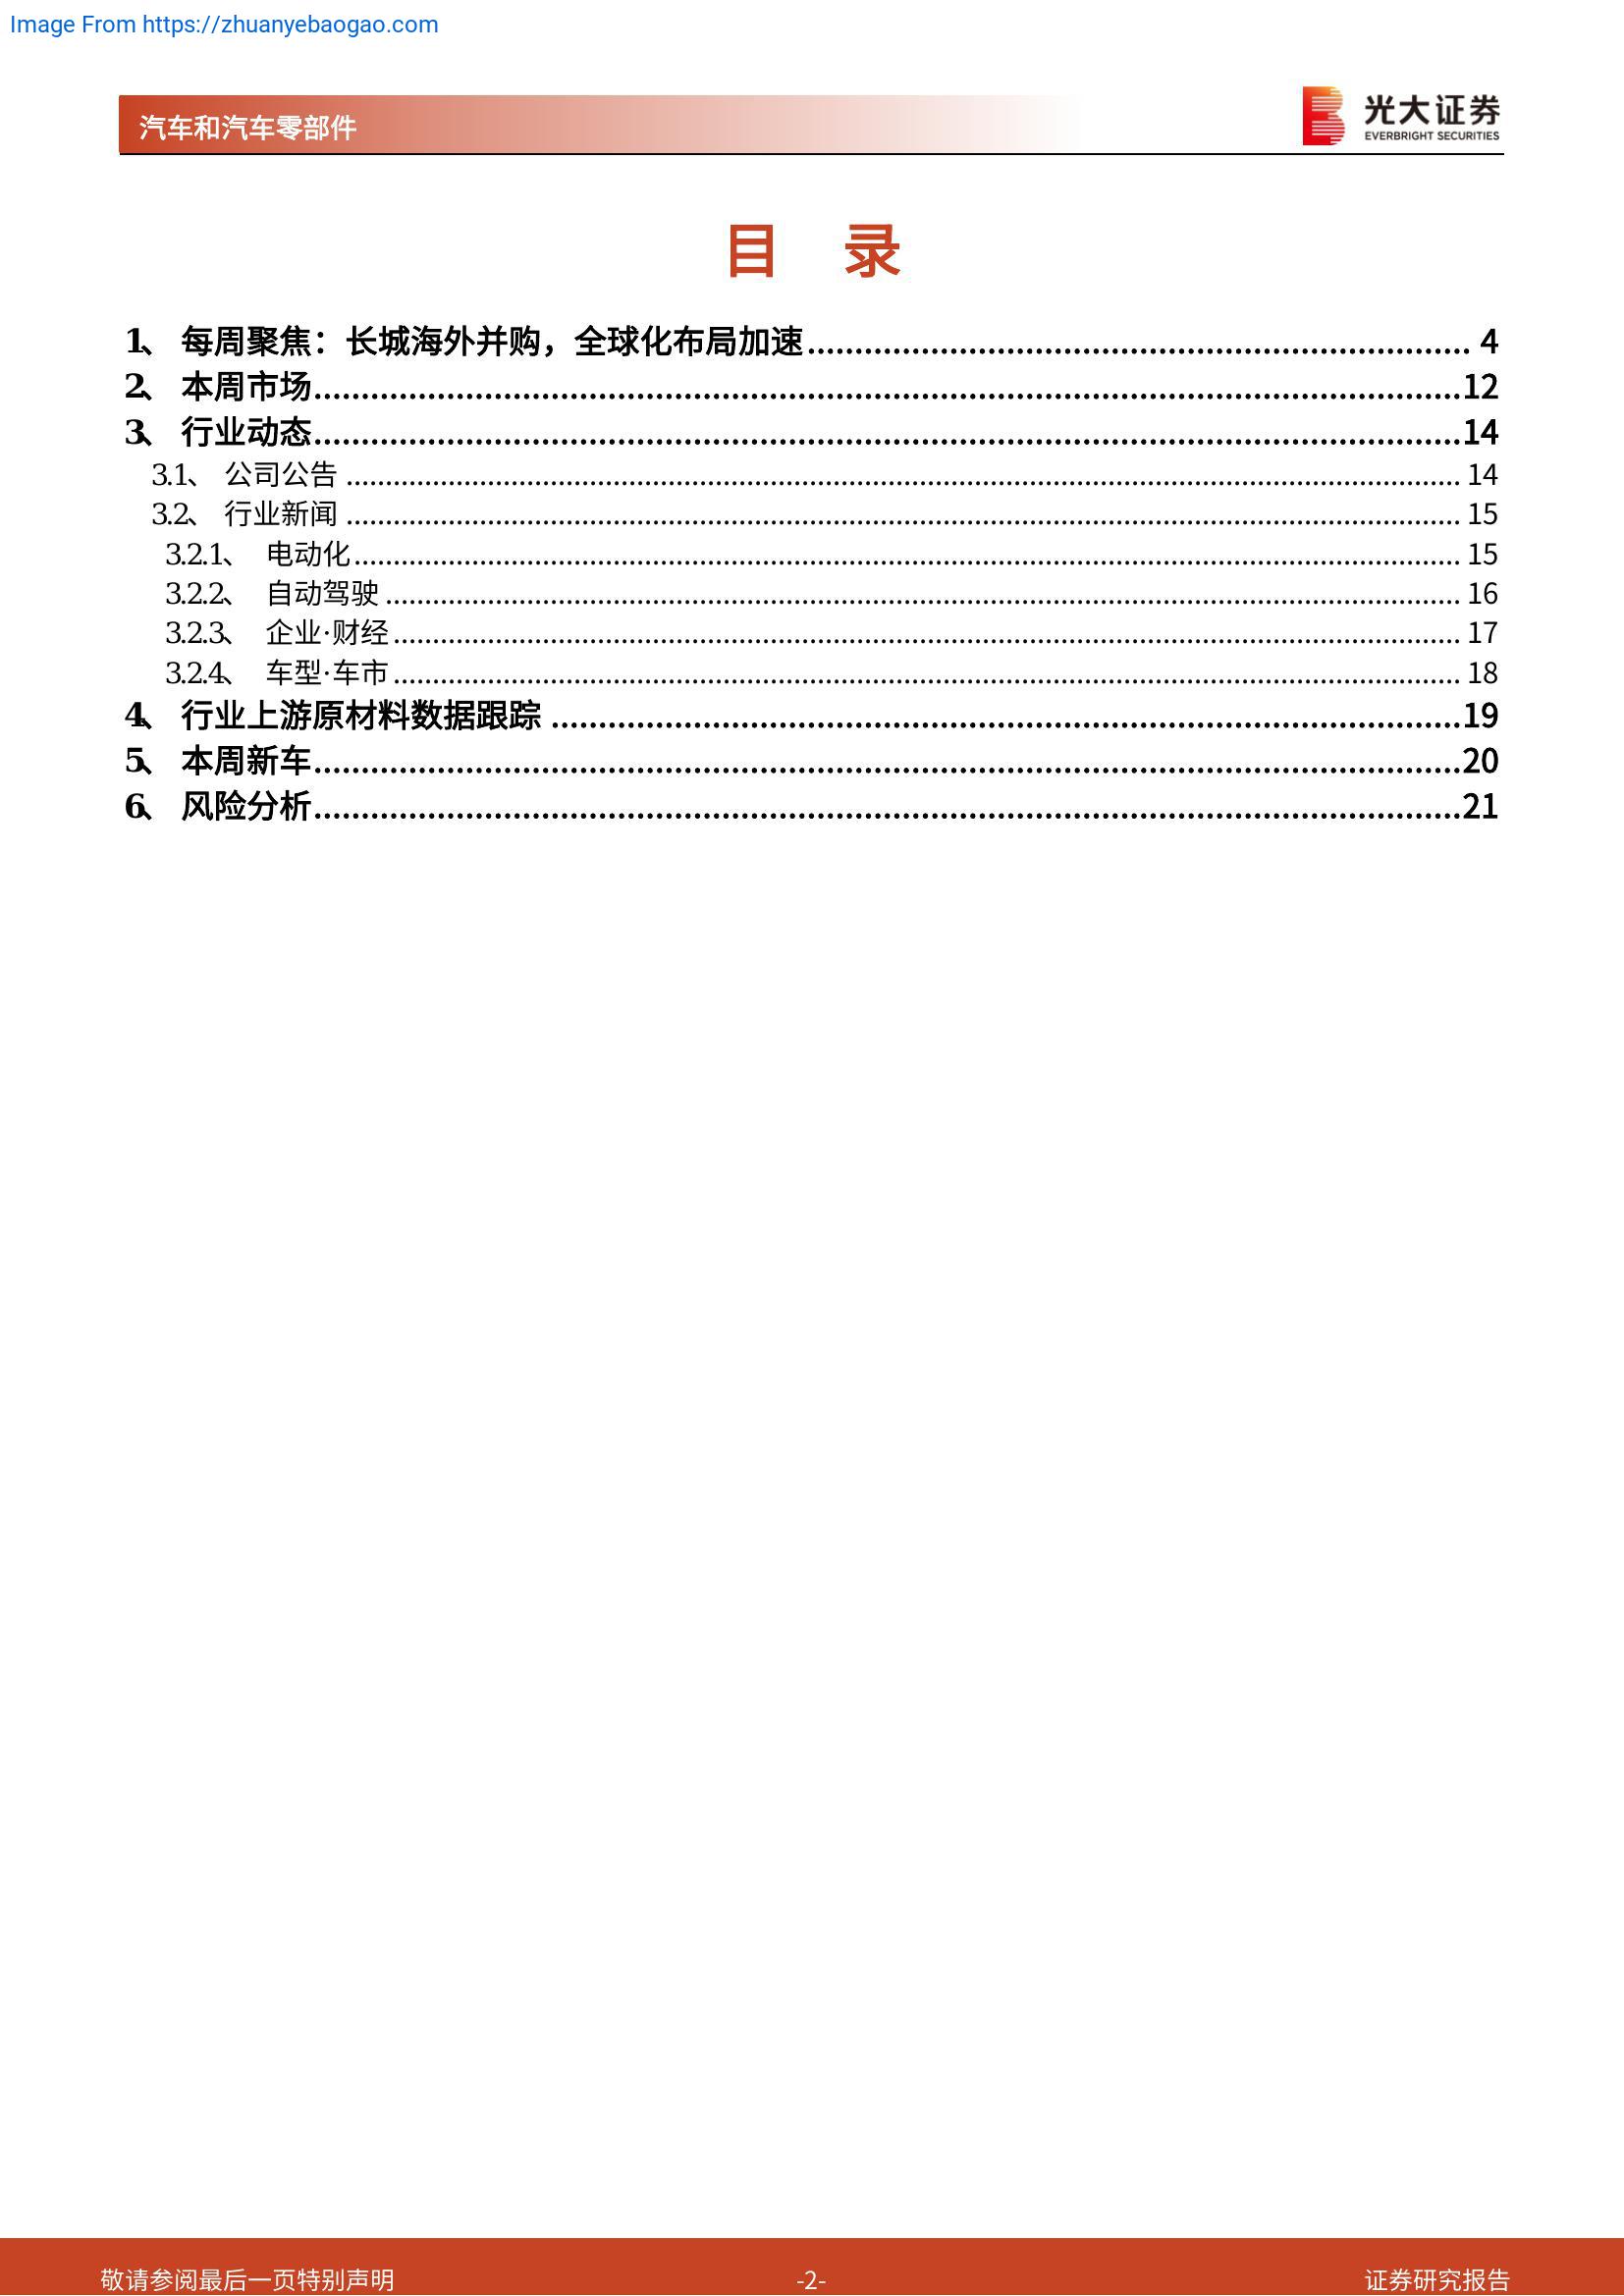 Image From https://zhuanyebaogao.com
汽车和汽车零部件
光大证券
EVERBRIGHT SECURITIES
目 录
1、 每周聚焦：长城海外并购，全球化布局加速 4
2、 本周市场 12
3、 行业动态 14
3.1、 公司公告 14
3.2、 行业新闻 15
3.2.1、 电动化 15
3.2.2、 自动驾驶 16
3.2.3、 企业·财经 17
3.2.4、 车型·车市 18
4、 行业上游原材料数据跟踪 19
5、 本周新车 20
6、 风险分析 21
敬请参阅最后一页特别声明 -2- 证券研究报告